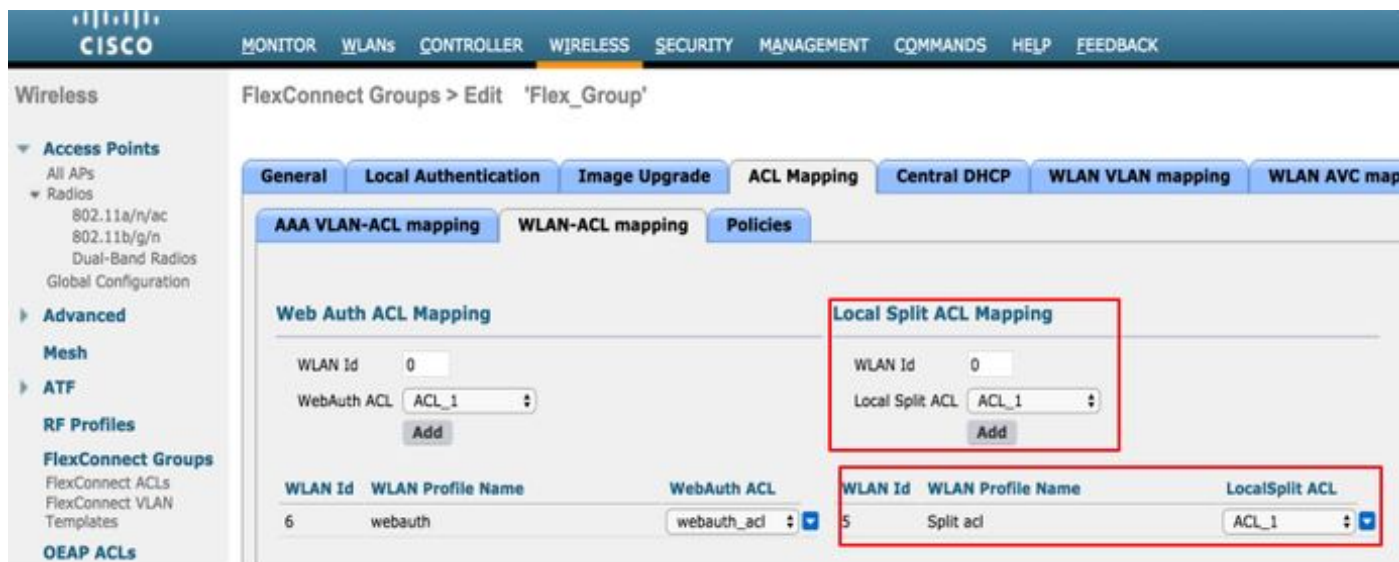 CISCO
MONITOR WLANs CONTROLLER WIRELESS SECURITY MANAGEMENT COMMANDS HELP FEEDBACK
Wireless
FlexConnect Groups > Edit 'Flex_Group'
Access Points
All APs
Radios
802.11a/n/ac
802.11b/g/n
Dual-Band Radios
Global Configuration
Advanced
Mesh
ATF
RF Profiles
FlexConnect Groups
FlexConnect ACLs
FlexConnect VLAN
Templates
OEAP ACLs
General Local Authentication Image Upgrade ACL Mapping Central DHCP WLAN VLAN mapping WLAN AVC map
AAA VLAN-ACL mapping WLAN-ACL mapping Policies
Web Auth ACL Mapping
WLAN Id 0
WebAuth ACL ACL_1
Add
WLAN Id WLAN Profile Name WebAuth ACL
6 webauth webauth_acl
Local Split ACL Mapping
WLAN Id 0
Local Split ACL ACL_1
Add
WLAN Id WLAN Profile Name LocalSplit ACL
5 Split acl ACL_1